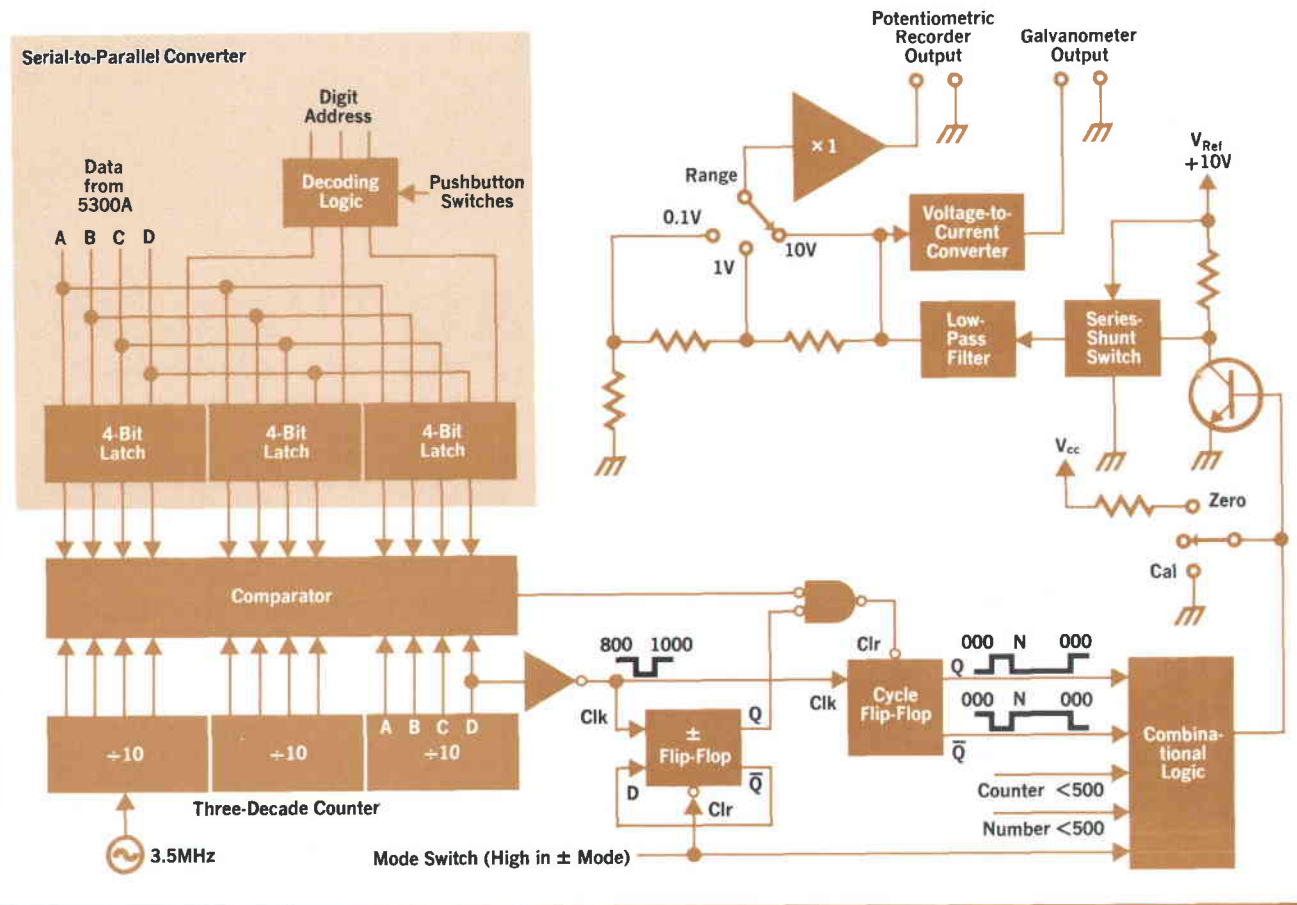 Serial-to-Parallel Converter
Digit
Address
Data
from
5300A
A B C D
Decoding
Logic
Pushbutton
Switches
4-Bit
Latch
4-Bit
Latch
4-Bit
Latch
Comparator
A B C D
÷10
÷10
÷10
Three-Decade Counter
3.5MHz
Potentiometric
Recorder
Output
Galvanometer
Output
×1
Range
0.1V
1V
10V
Voltage-to-
Current
Converter
VRef
+10V
Low-
Pass
Filter
Series-
Shunt
Switch
Vcc
Zero
Cal
800 1000
Clk
±
Flip-Flop
Q
Q̅
D
Clr
Clr
Clk
Cycle
Flip-Flop
000 N 000
Q
000 N 000
Q̅
Counter <500
Number <500
Combina-
tional
Logic
Mode Switch (High in ± Mode)